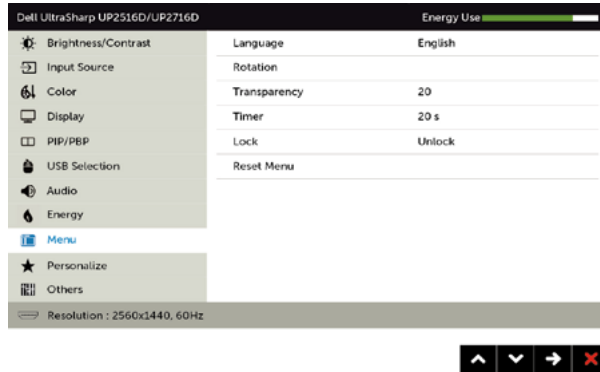 Dell UltraSharp UP2516D/UP2716D Energy Use
Brightness/Contrast Language English
Input Source Rotation
Color Transparency 20
Display Timer 20 s
PIP/PBP Lock Unlock
USB Selection Reset Menu
Audio
Energy
Menu
Personalize
Others
Resolution : 2560x1440, 60Hz